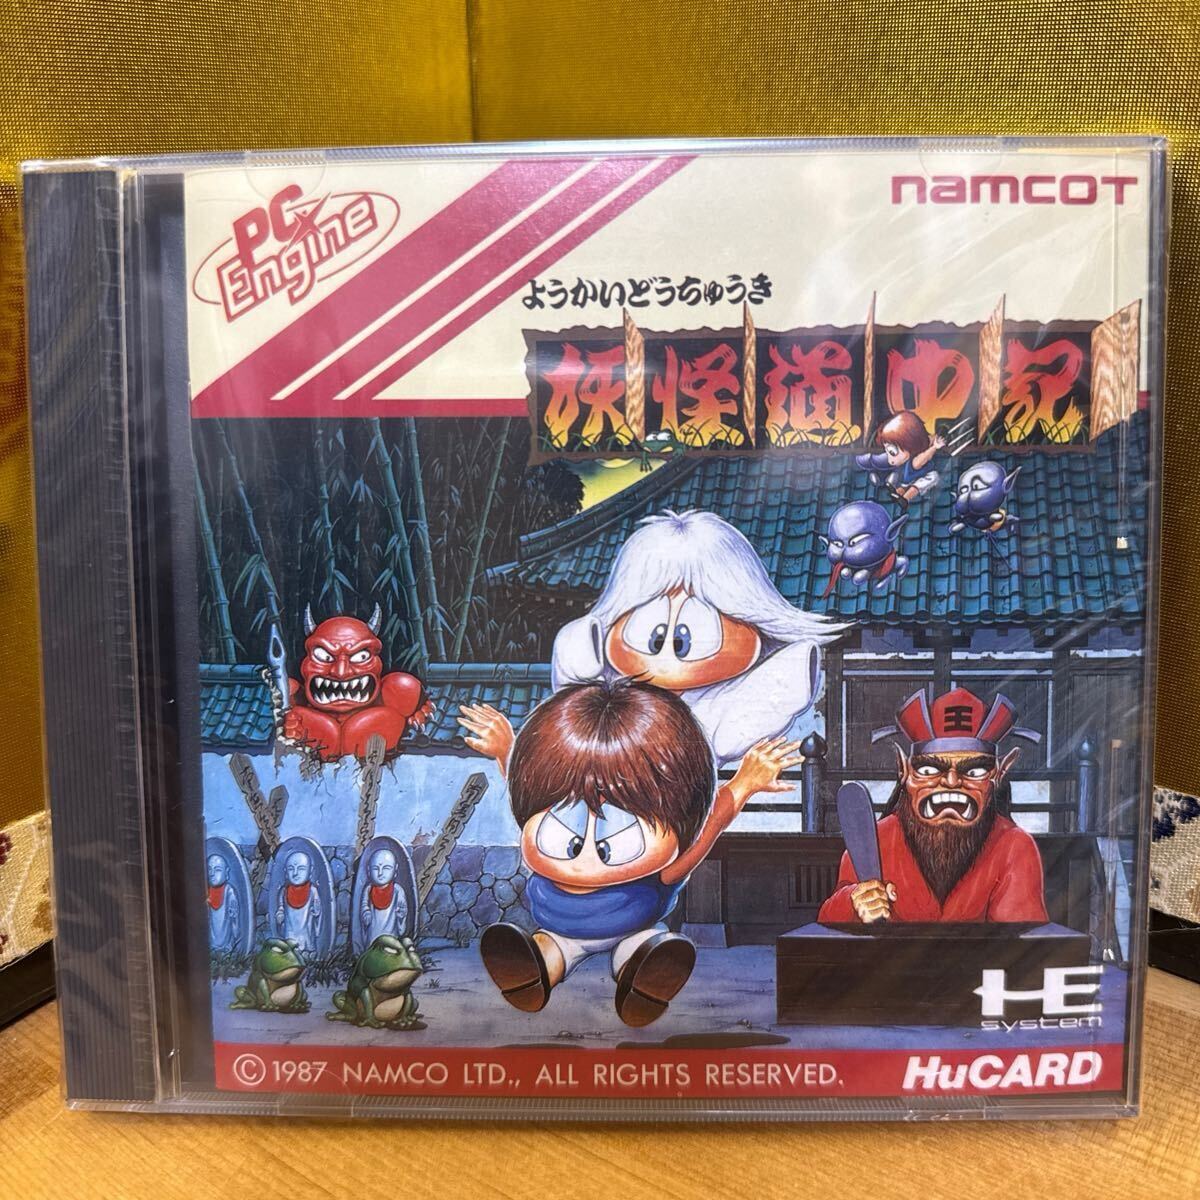 PC Engine
namcoT
ようかいどうちゅうき
妖怪道中記
王
HE
system
© 1987 NAMCO LTD., ALL RIGHTS RESERVED.
HuCARD